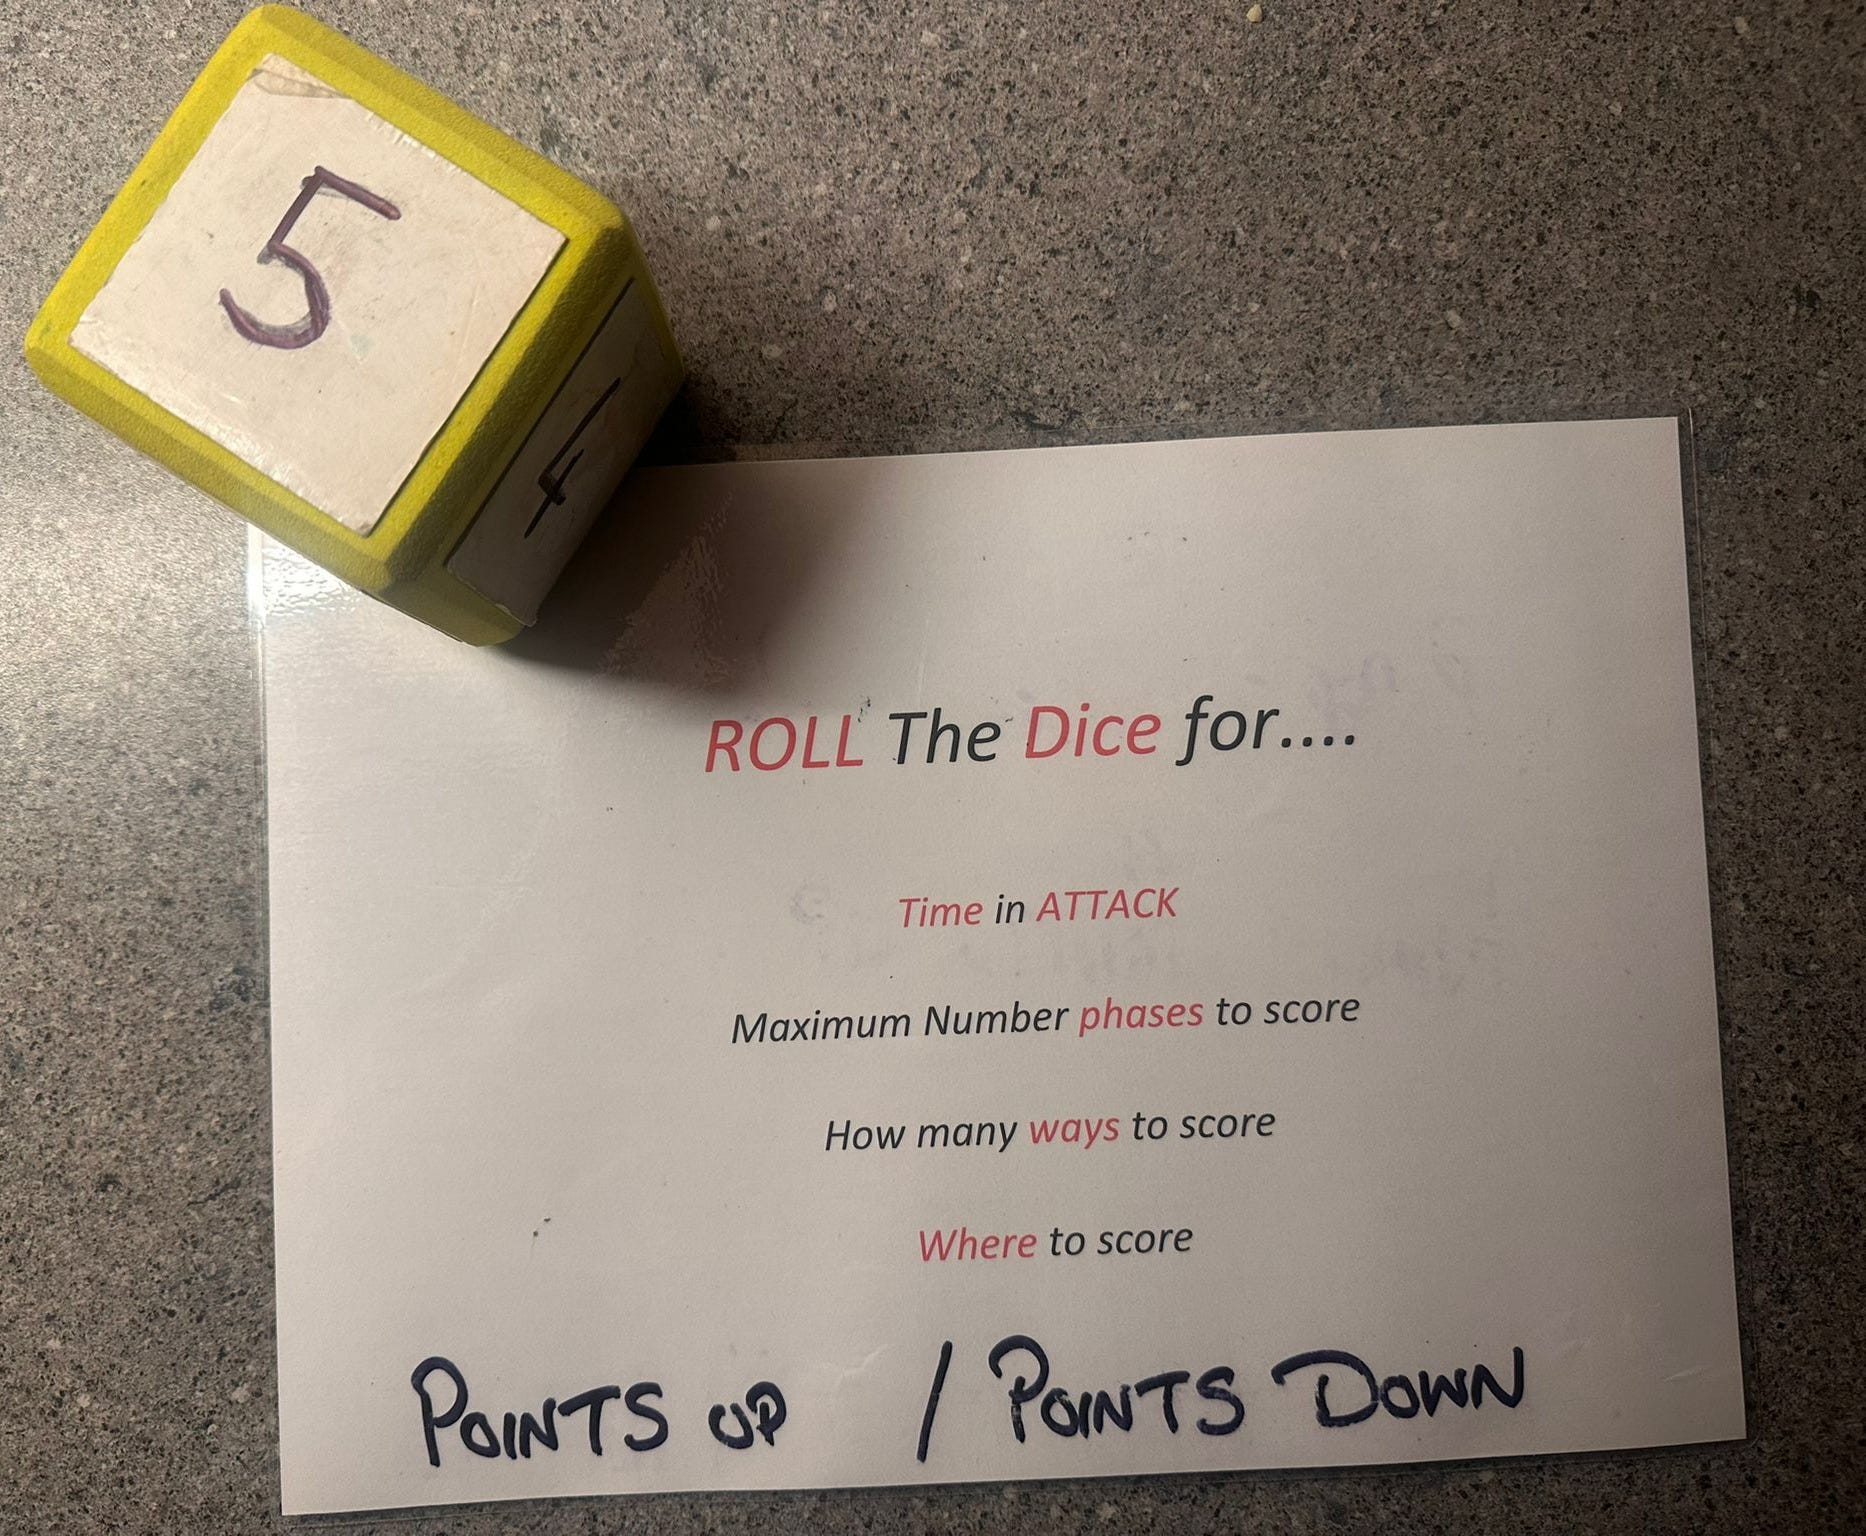 5
4
ROLL The Dice for....
Time in ATTACK
Maximum Number phases to score
How many ways to score
Where to score
POINTS UP / POINTS DOWN